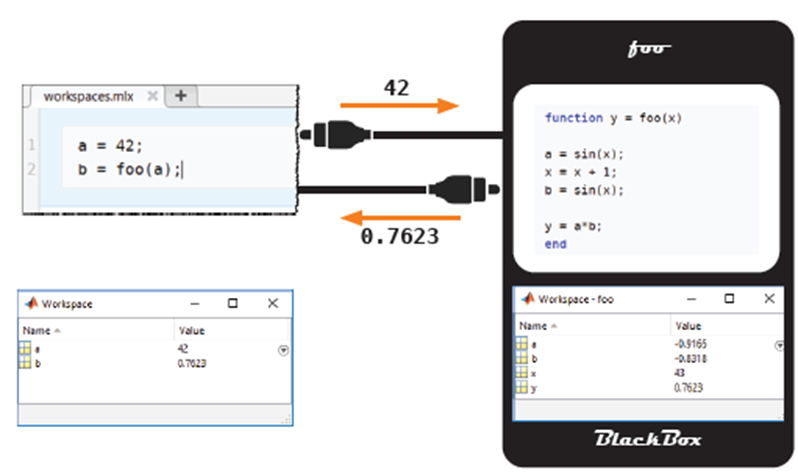 foo
workspaces.mlx
42
1 a = 42;
2 b = foo(a);
0.7623
function y = foo(x)
a = sin(x);
x = x + 1;
b = sin(x);
y = a*b;
end
Workspace
Name Value
a 42
b 0.7623
Workspace - foo
Name Value
a -0.9165
b -0.8318
x 43
y 0.7623
BlackBox